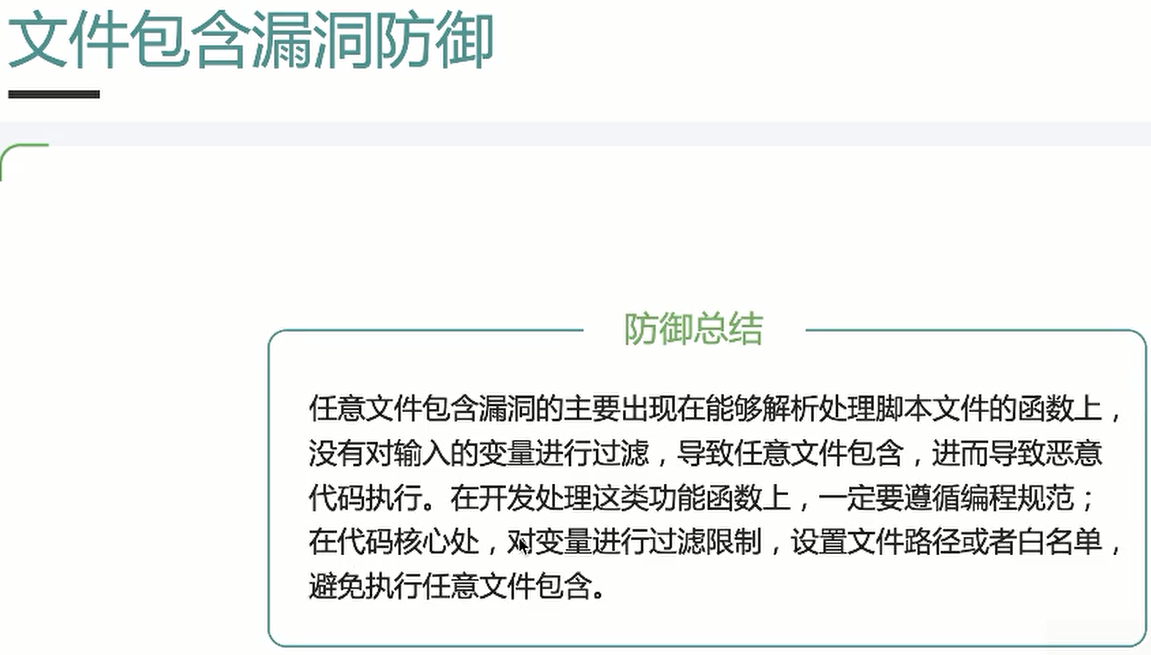 文件包含漏洞防御
防御总结
任意文件包含漏洞的主要出现在能够解析处理脚本文件的函数上，
没有对输入的变量进行过滤，导致任意文件包含，进而导致恶意
代码执行。在开发处理这类功能函数上，一定要遵循编程规范；
在代码核心处，对变量进行过滤限制，设置文件路径或者白名单，
避免执行任意文件包含。